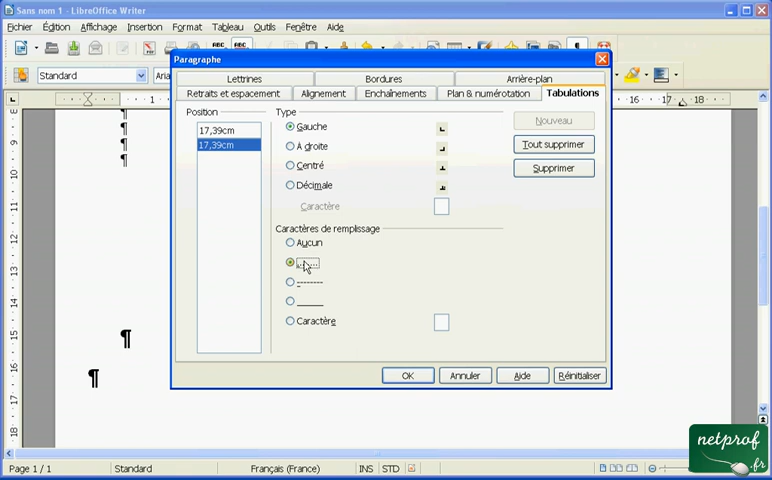 Sans nom 1 - LibreOffice Writer
Fichier Édition Affichage Insertion Format Tableau Outils Fenêtre Aide
Standard
Paragraphe
Lettrines Bordures Arrière-plan
Retraits et espacement Alignement Enchaînements Plan & numérotation Tabulations
Position
17,39cm
17,39cm
Type
Gauche
À droite
Centré
Décimale
Caractère
Nouveau
Tout supprimer
Supprimer
Caractères de remplissage
Aucun
.......
--------
______
Caractère
OK Annuler Aide Réinitialiser
Page 1 / 1 Standard Français (France) INS STD
netprof
.fr